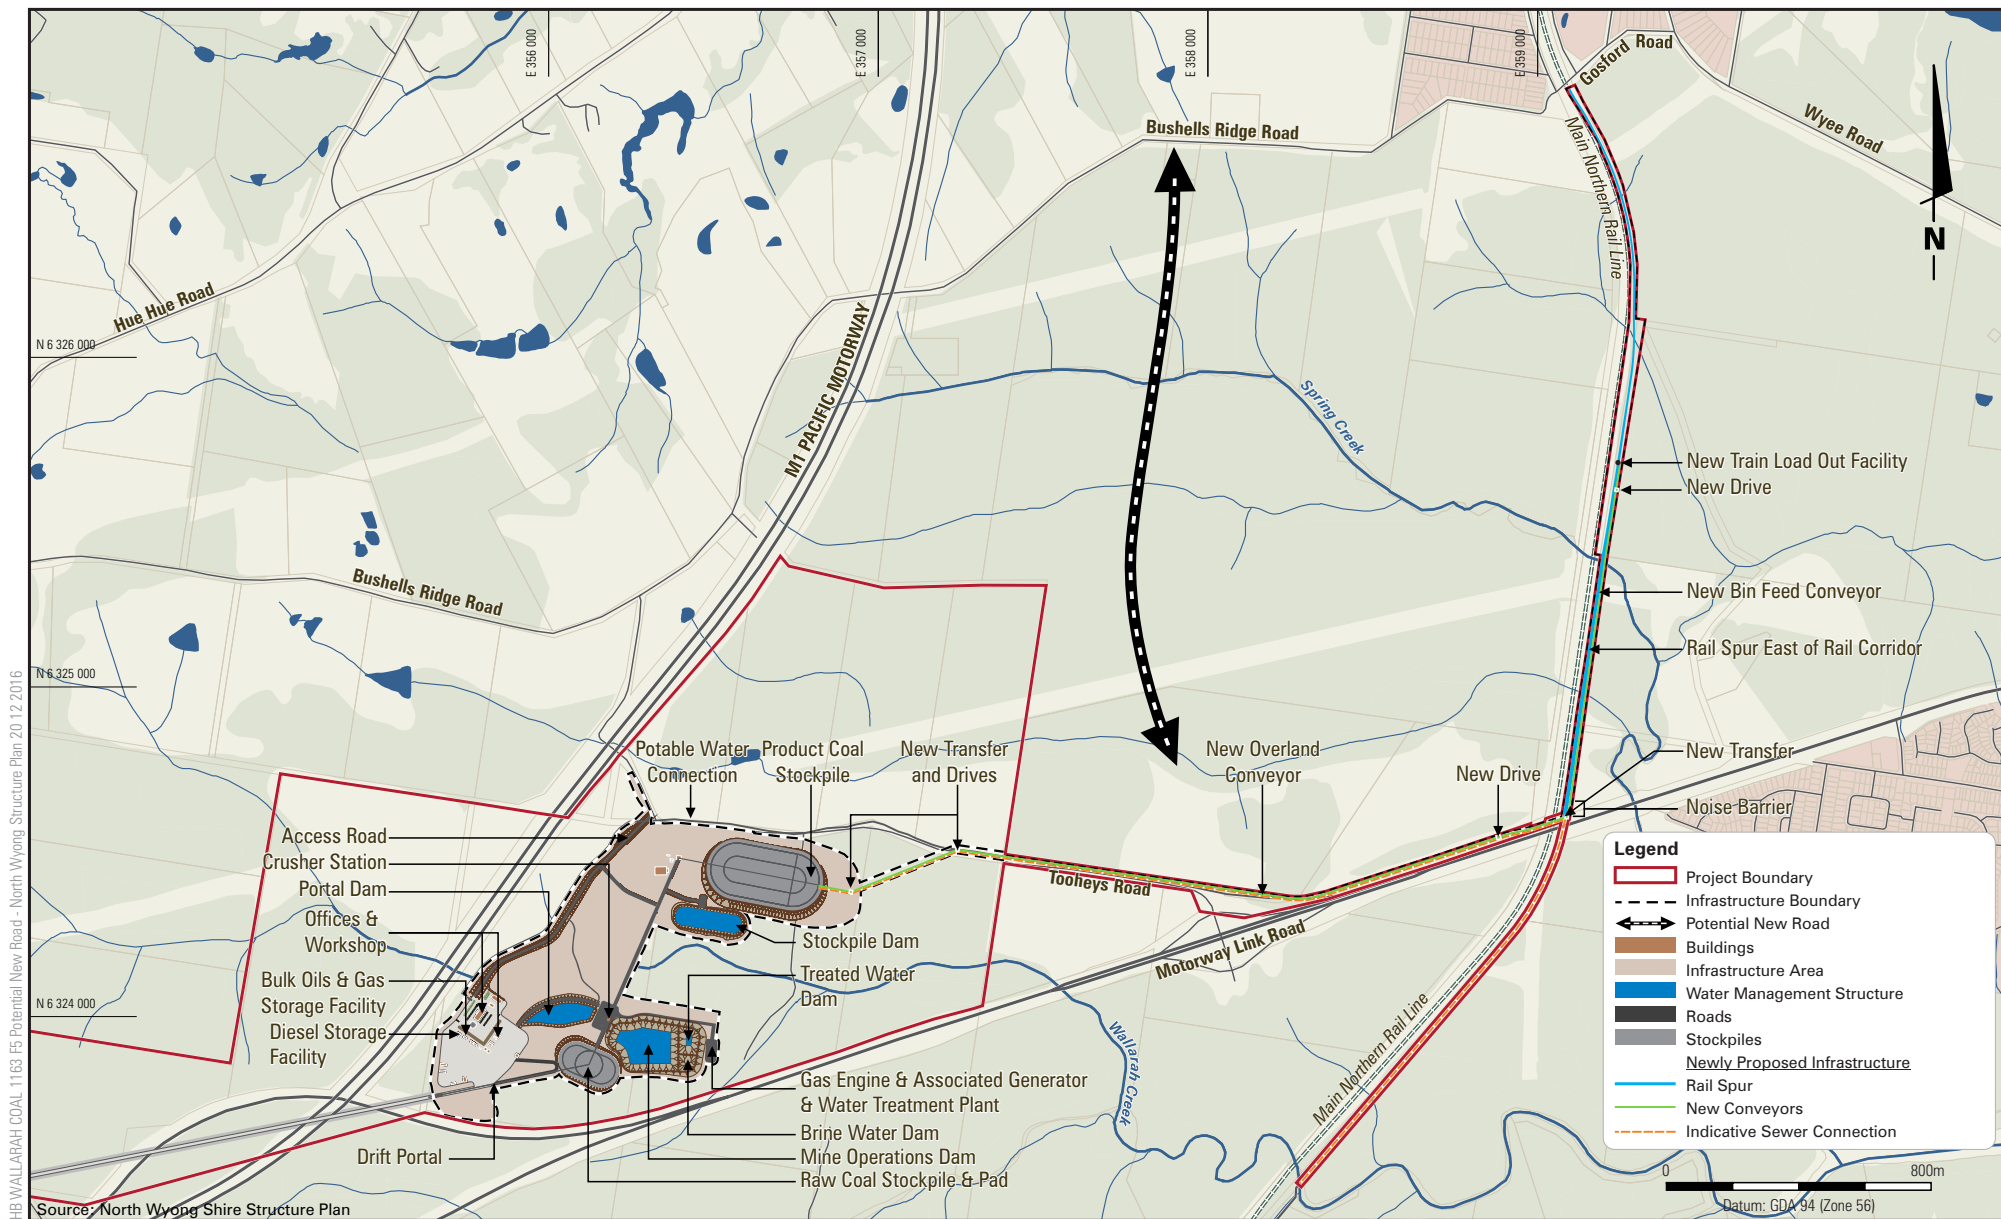 E 356 000
E 357 000
E 358 000
E 359 000
Gosford Road
Wyee Road
Bushells Ridge Road
Main Northern Rail Line
N
Hue Hue Road
N 6 326 000
M1 PACIFIC MOTORWAY
Spring Creek
New Train Load Out Facility
New Drive
Bushells Ridge Road
New Bin Feed Conveyor
Rail Spur East of Rail Corridor
N 6 325 000
Potable Water
Connection
Product Coal
Stockpile
New Transfer
and Drives
New Overland
Conveyor
New Drive
New Transfer
Noise Barrier
Access Road
Crusher Station
Portal Dam
Offices &
Workshop
Bulk Oils & Gas
Storage Facility
Diesel Storage
Facility
N 6 324 000
Tooheys Road
Motorway Link Road
Stockpile Dam
Treated Water
Dam
Wallarah Creek
Main Northern Rail Line
Gas Engine & Associated Generator
& Water Treatment Plant
Brine Water Dam
Mine Operations Dam
Raw Coal Stockpile & Pad
Drift Portal
Legend
Project Boundary
Infrastructure Boundary
Potential New Road
Buildings
Infrastructure Area
Water Management Structure
Roads
Stockpiles
Newly Proposed Infrastructure
Rail Spur
New Conveyors
Indicative Sewer Connection
0 800m
Datum: GDA 94 (Zone 56)
Source: North Wyong Shire Structure Plan
HB WALLARAH COAL 11163 F5 Potential New Road - North Wyong Structure Plan 20 12 2016